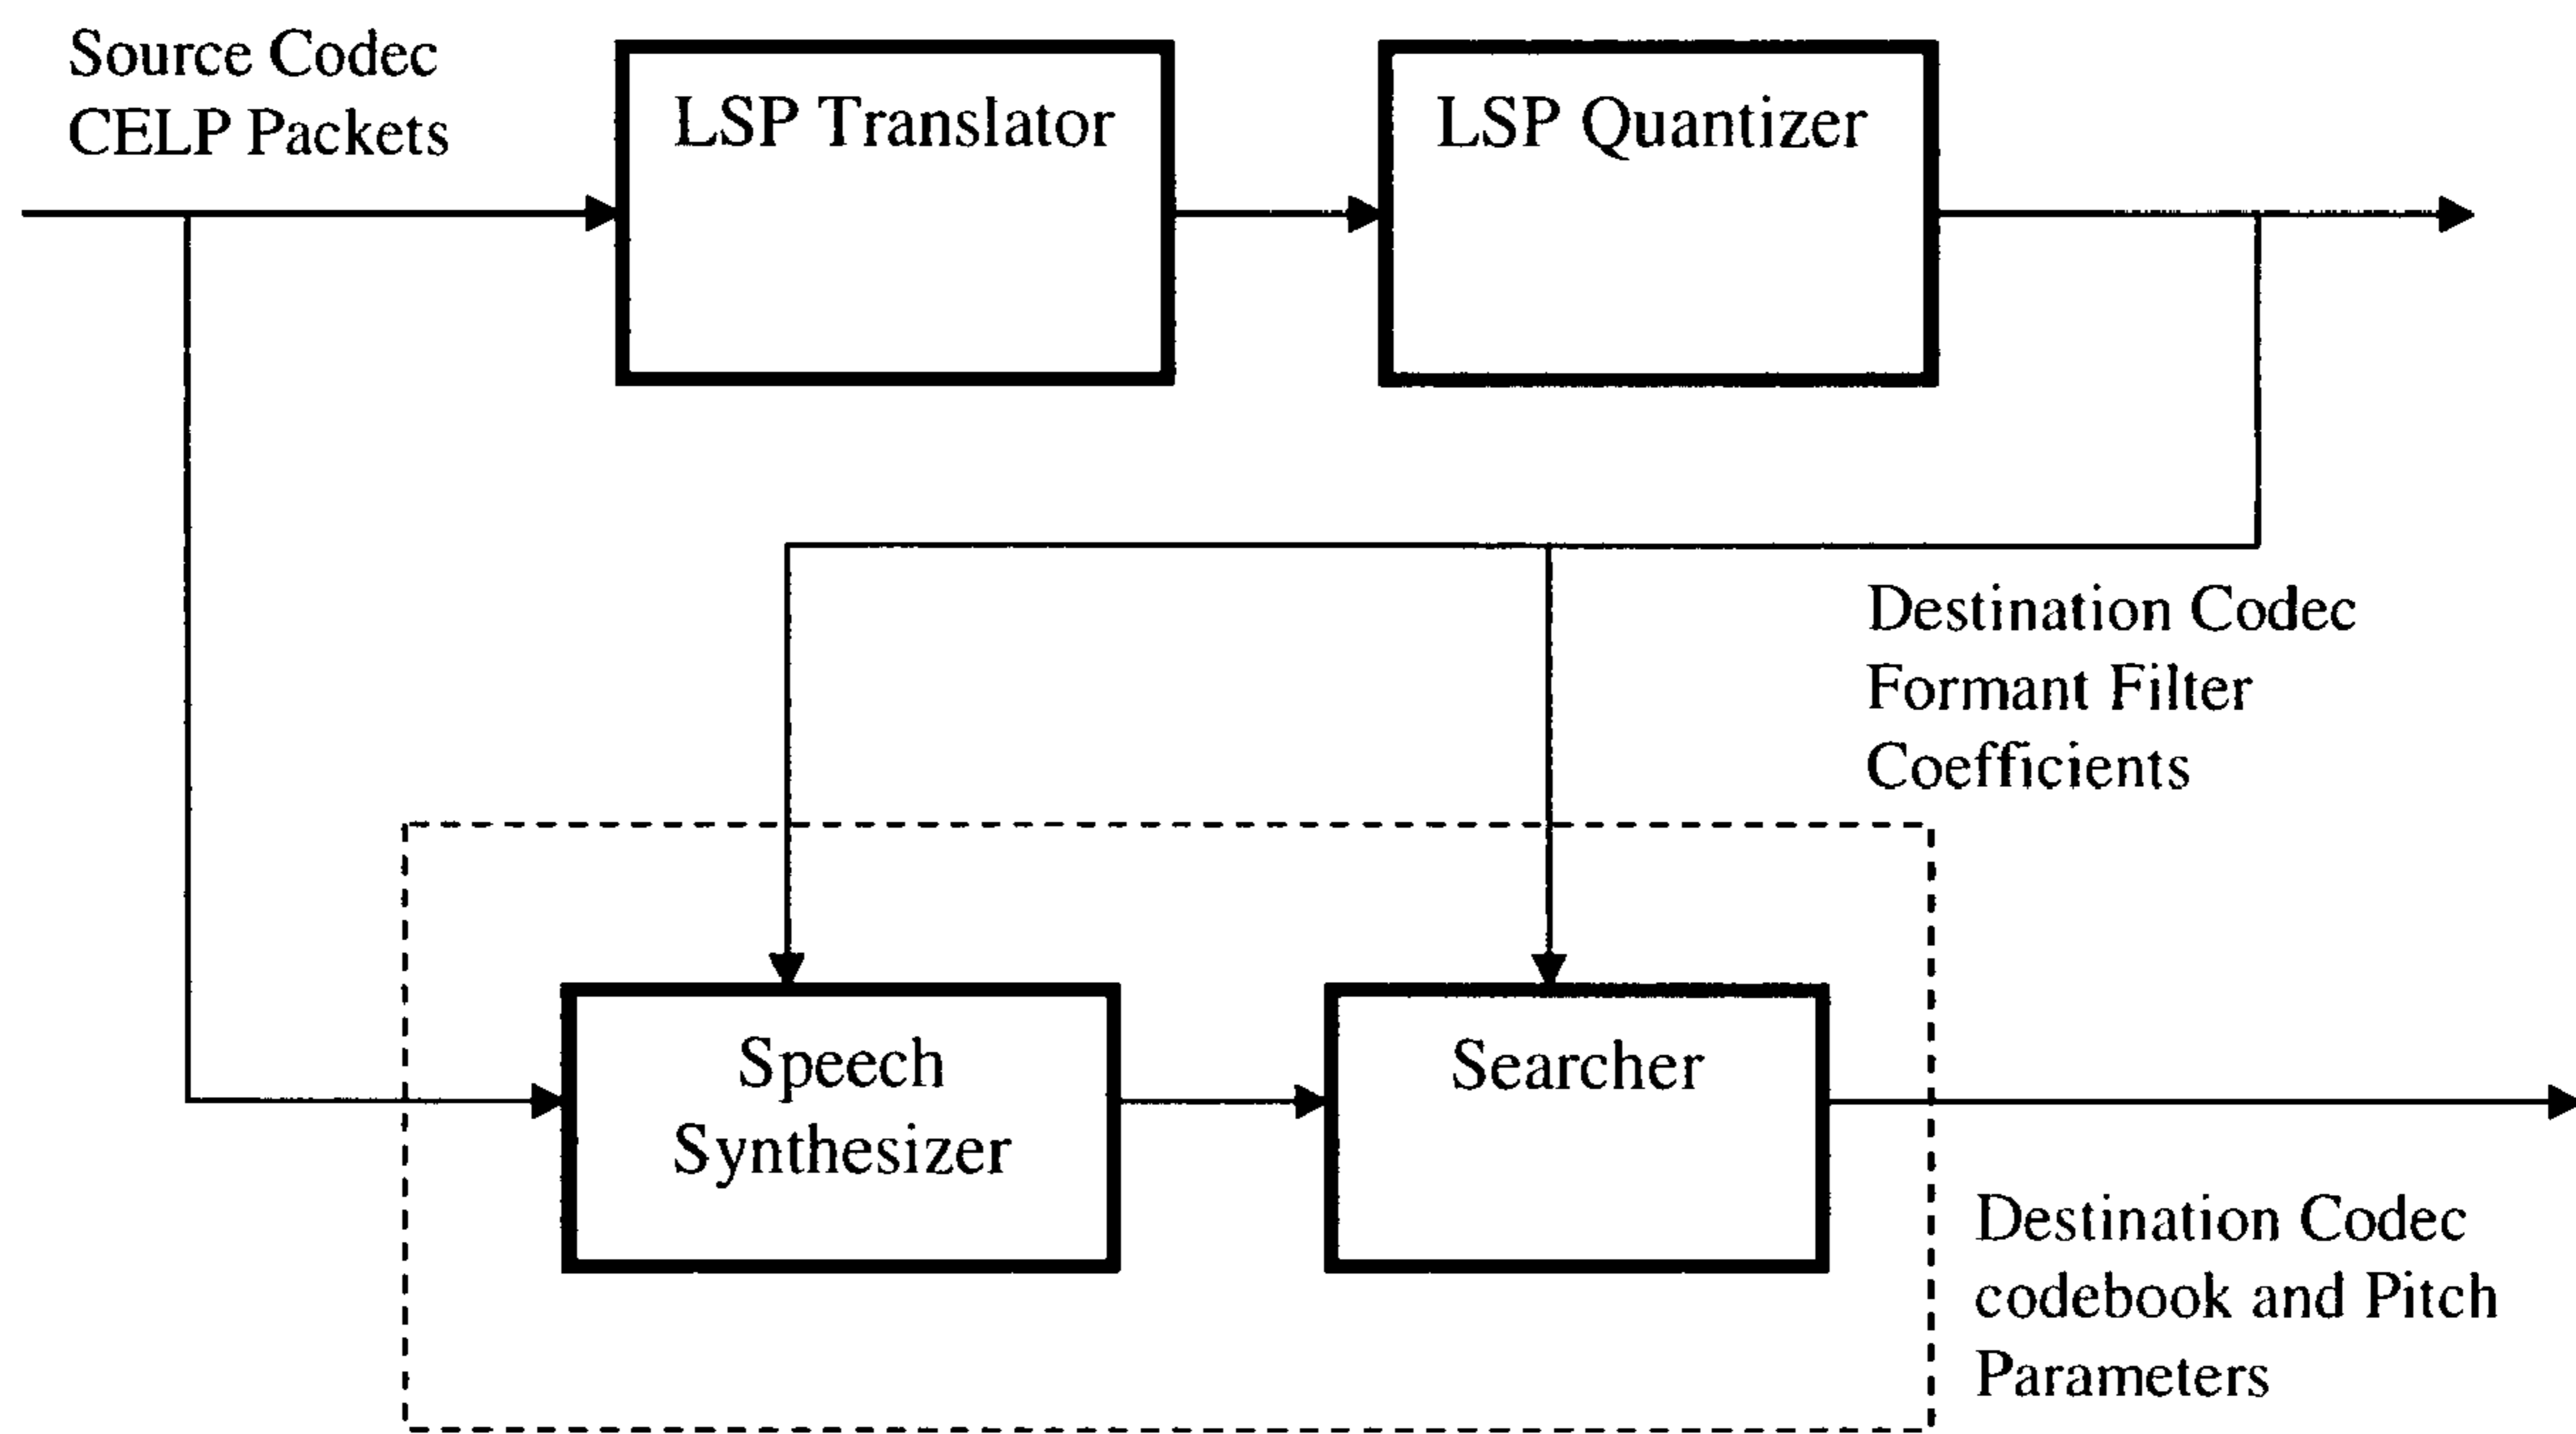 Source Codec
CELP Packets
LSP Translator
LSP Quantizer
Destination Codec
Formant Filter
Coefficients
Speech
Synthesizer
Searcher
Destination Codec
codebook and Pitch
Parameters